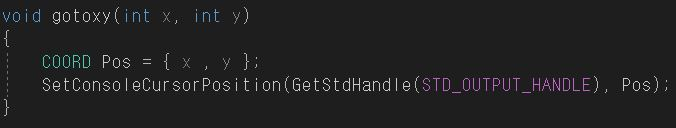 void gotoxy(int x, int y)
{
    COORD Pos = { x , y };
    SetConsoleCursorPosition(GetStdHandle(STD_OUTPUT_HANDLE), Pos);
}